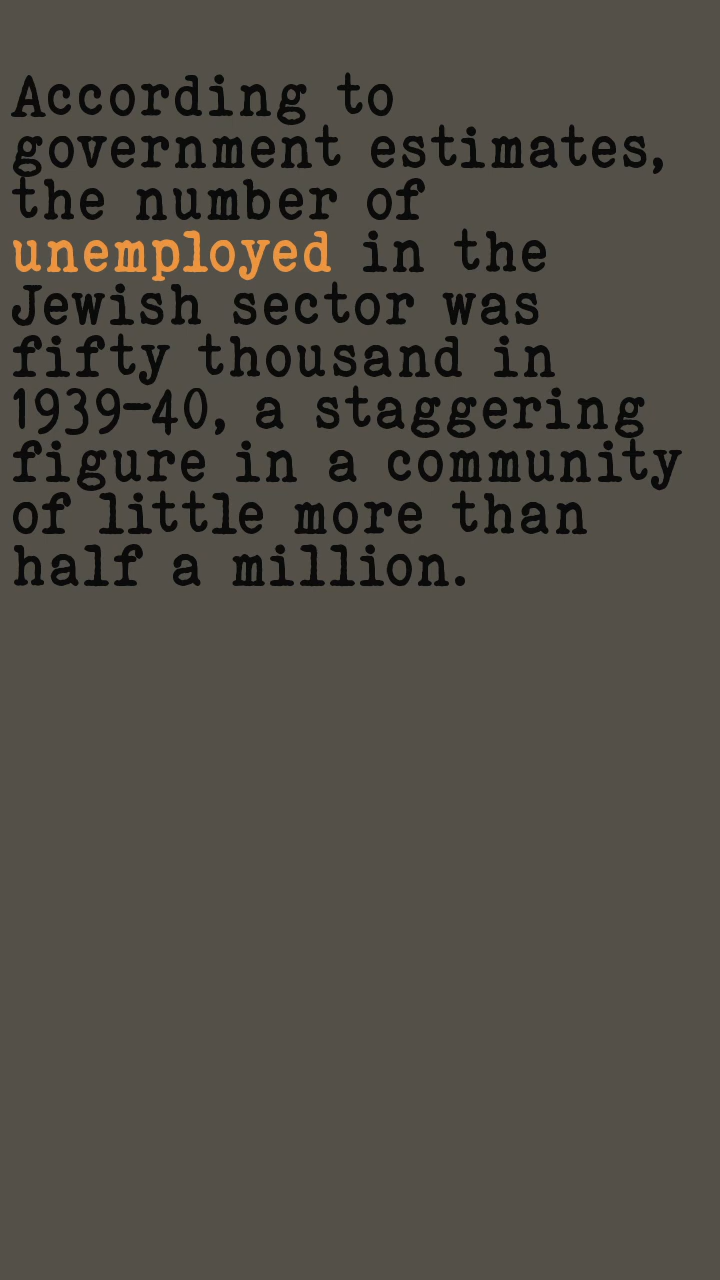 According to
government estimates,
the number of
unemployed in the
Jewish sector was
fifty thousand in
1939–40, a staggering
figure in a community
of little more than
half a million.